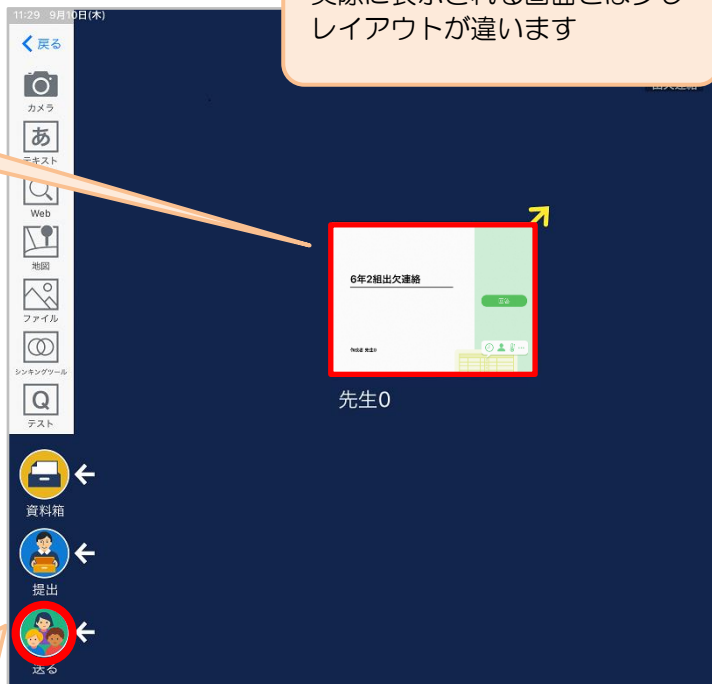 11:29 9月10日(木)
レイアウトが違います
戻る
カメラ
あ
テキスト
Web
地図
ファイル
シンキングツール
Q
テスト
6年2組出欠連絡
先生0
資料箱
提出
送る